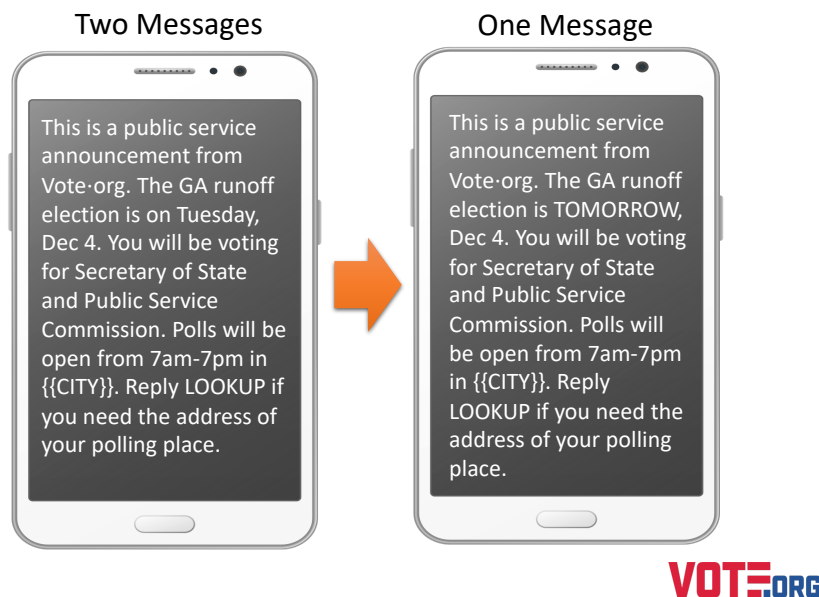 Two Messages
This is a public service
announcement from
Vote·org. The GA runoff
election is on Tuesday,
Dec 4. You will be voting
for Secretary of State
and Public Service
Commission. Polls will be
open from 7am-7pm in
{{CITY}}. Reply LOOKUP if
you need the address of
your polling place.
One Message
This is a public service
announcement from
Vote·org. The GA runoff
election is TOMORROW,
Dec 4. You will be voting
for Secretary of State
and Public Service
Commission. Polls will
be open from 7am-7pm
in {{CITY}}. Reply
LOOKUP if you need the
address of your polling
place.
VOTE.ORG